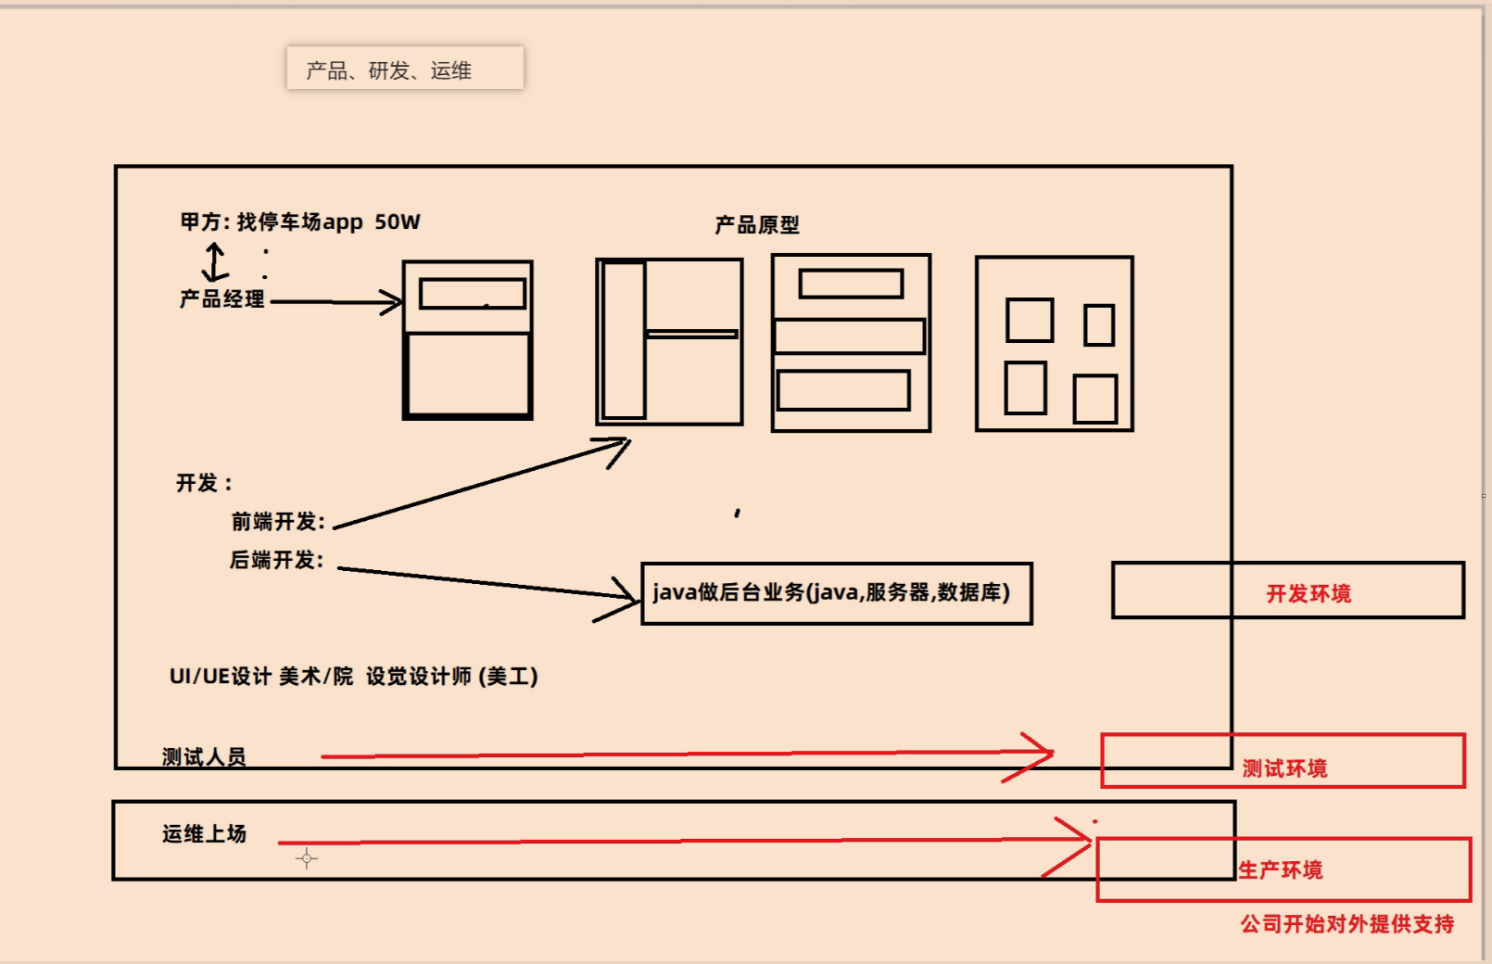 产品、研发、运维
甲方: 找停车场app 50W
产品原型
产品经理
开发：
前端开发:
后端开发:
java做后台业务(java,服务器,数据库)
开发环境
UI/UE设计 美术/院 设觉设计师 (美工)
测试人员
测试环境
运维上场
生产环境
公司开始对外提供支持